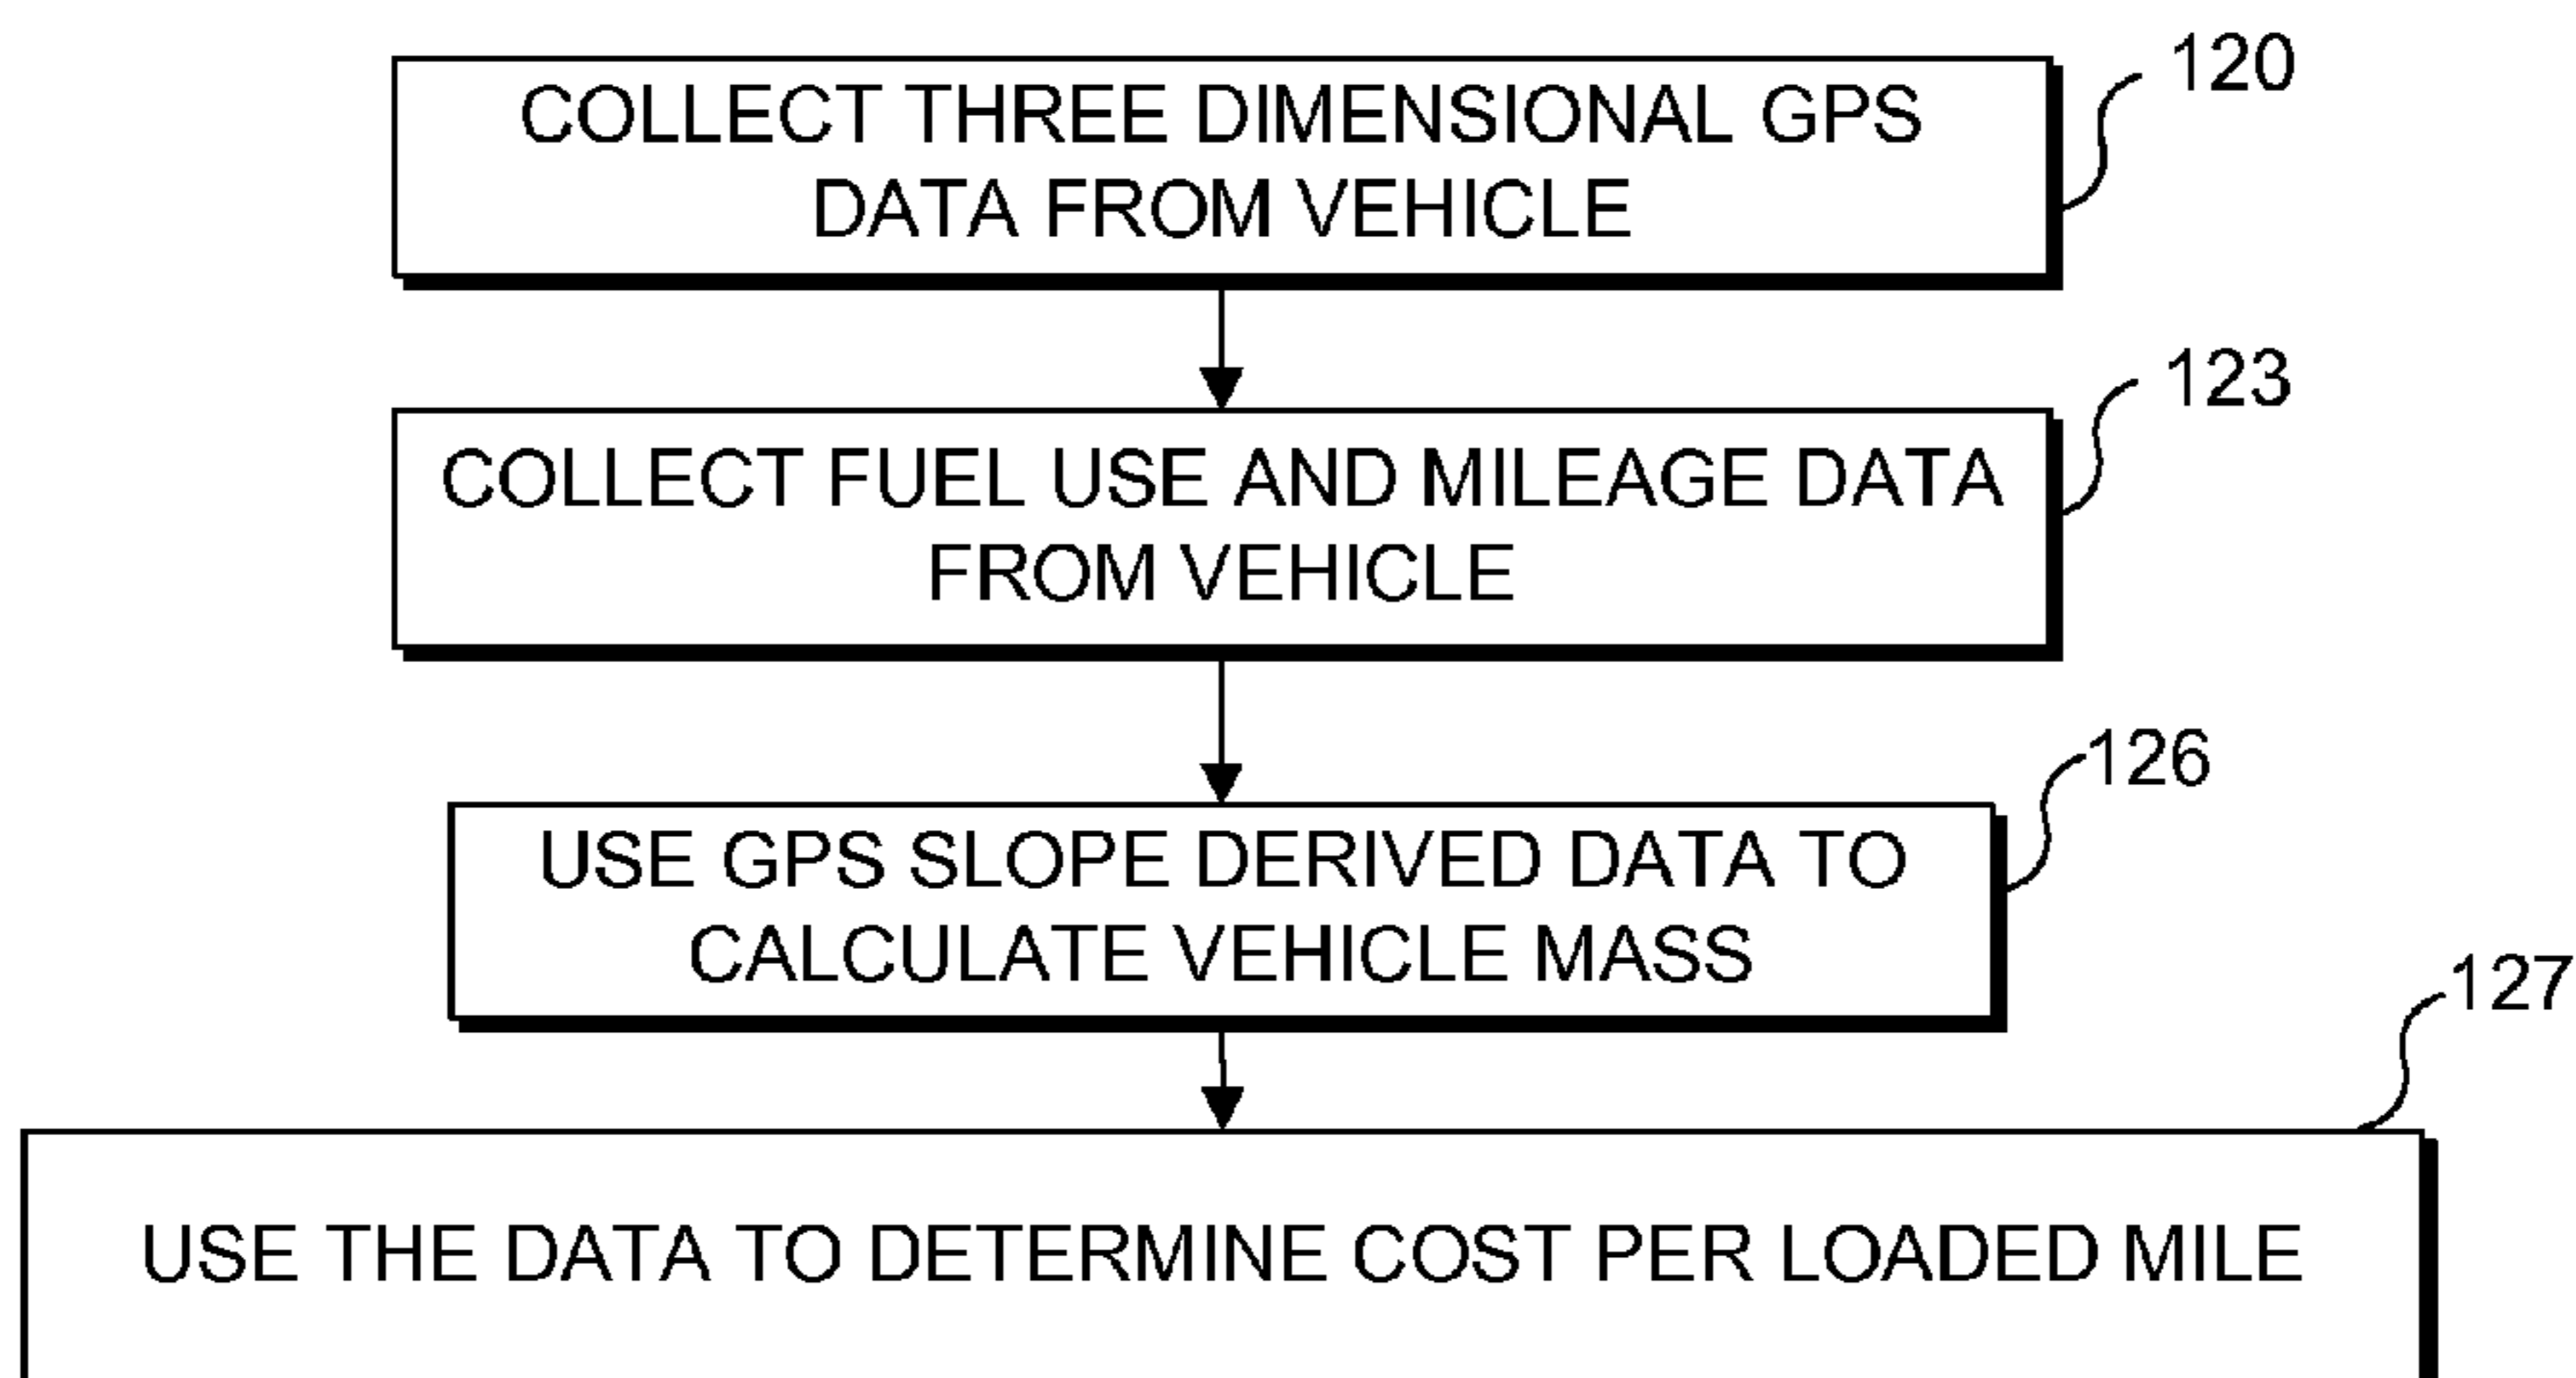 COLLECT THREE DIMENSIONAL GPS
DATA FROM VEHICLE
120
COLLECT FUEL USE AND MILEAGE DATA
FROM VEHICLE
123
USE GPS SLOPE DERIVED DATA TO
CALCULATE VEHICLE MASS
126
USE THE DATA TO DETERMINE COST PER LOADED MILE
127